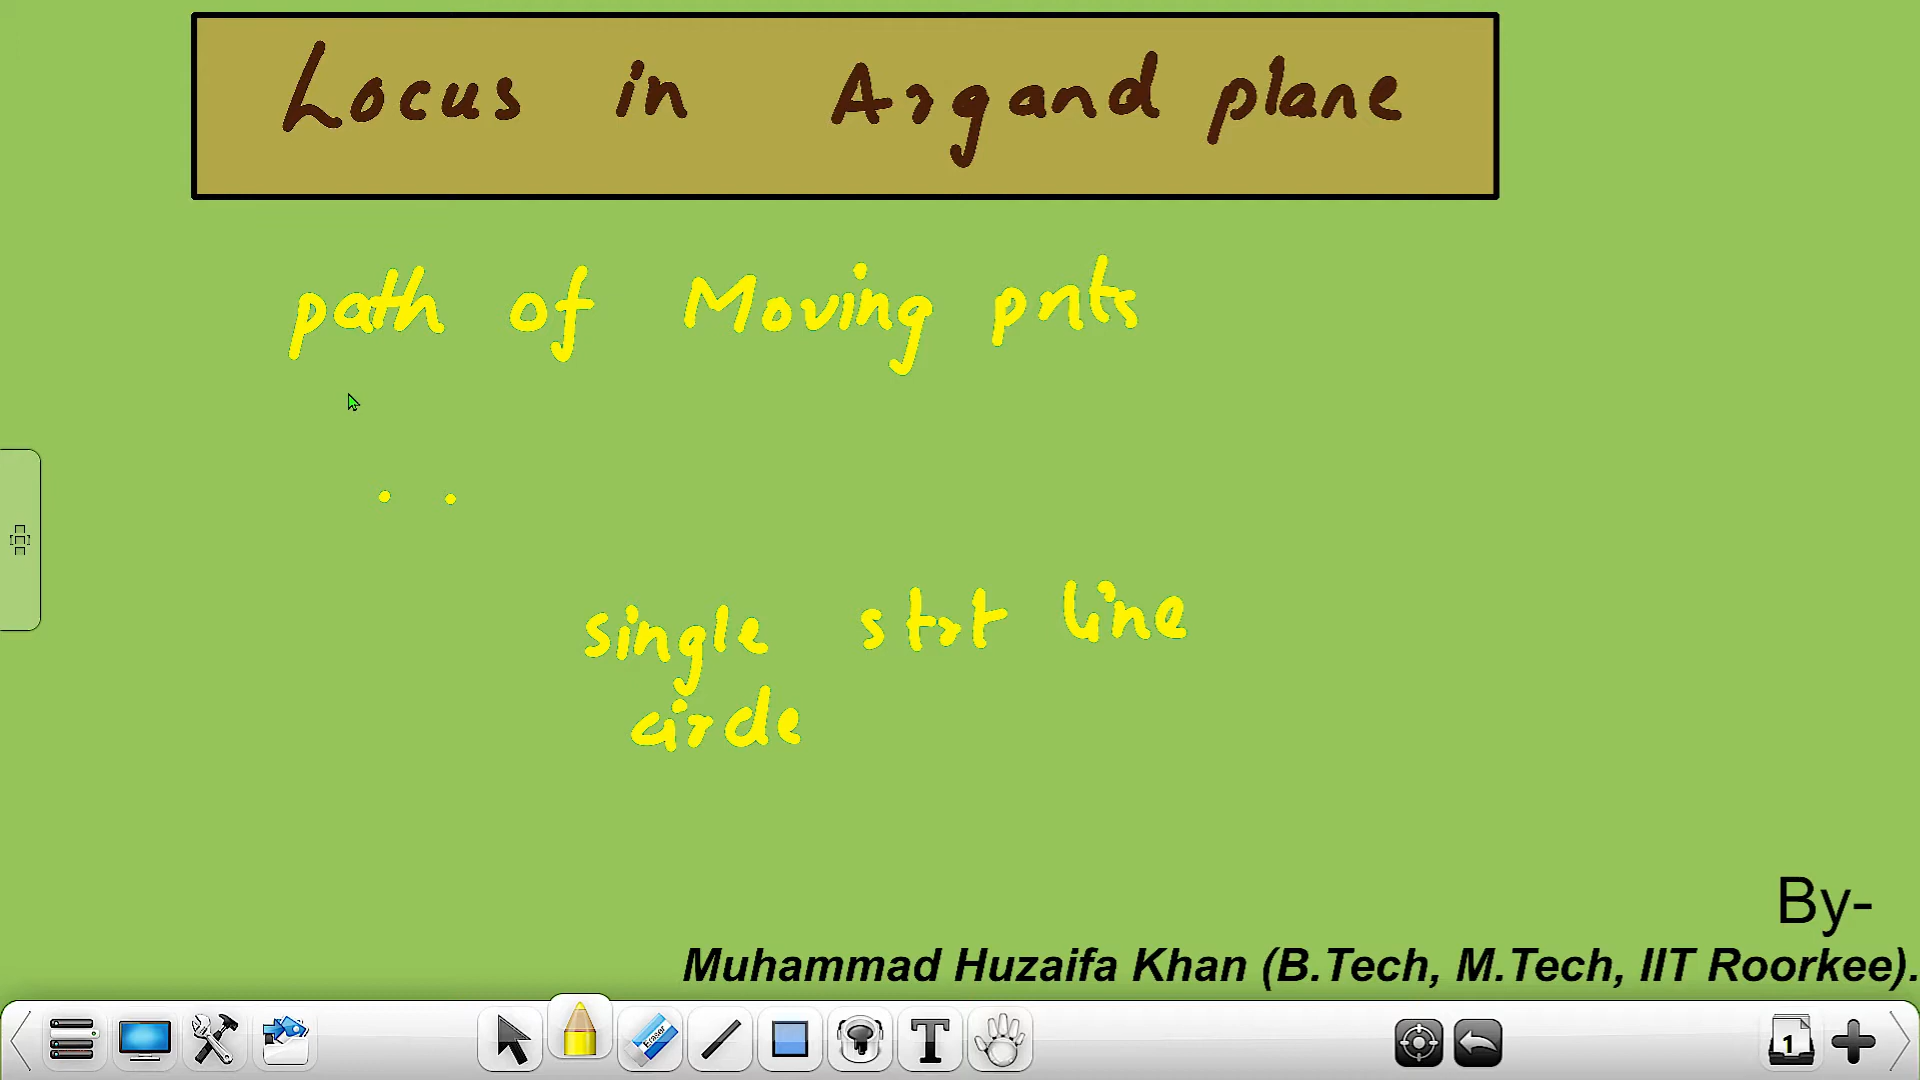 Locus in Argand plane
path of Moving pnts
. .
single strt line
circle
By-
Muhammad Huzaifa Khan (B.Tech, M.Tech, IIT Roorkee).
Eraser
T
1